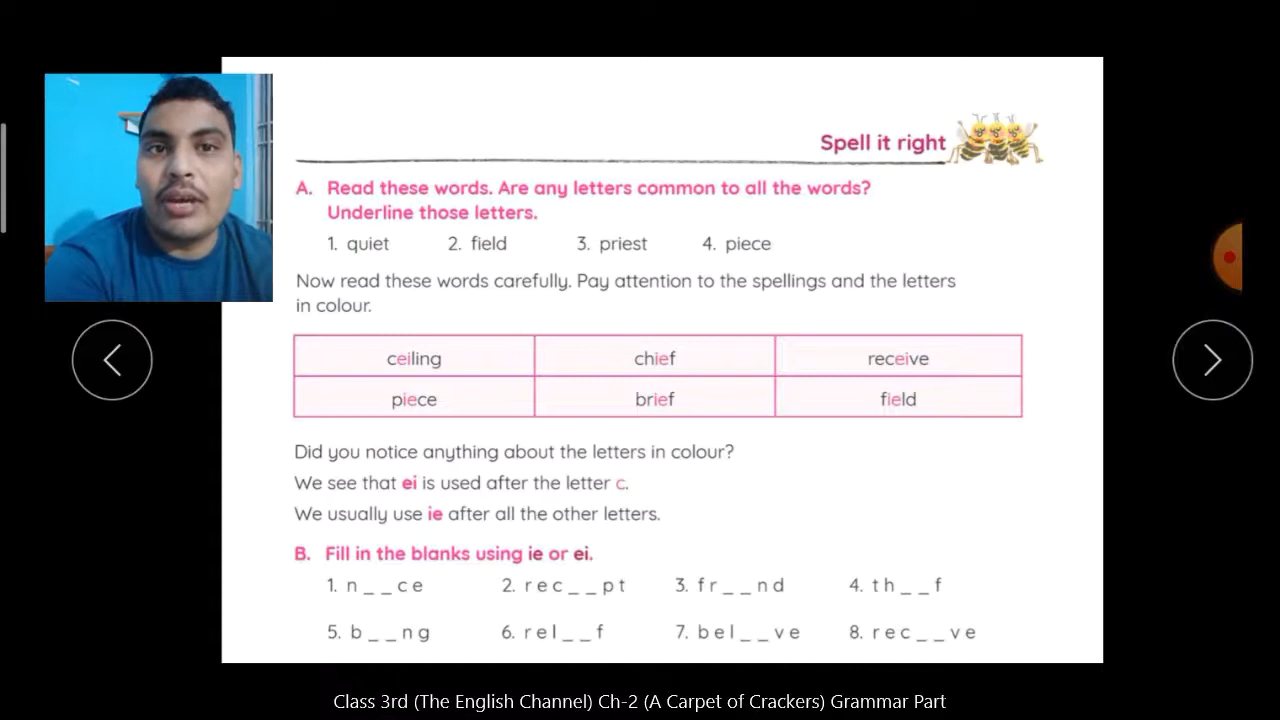 Spell it right
A. Read these words. Are any letters common to all the words?
Underline those letters.
1. quiet 2. field 3. priest 4. piece
Now read these words carefully. Pay attention to the spellings and the letters
in colour.
ceiling chief receive
piece brief field
Did you notice anything about the letters in colour?
We see that ei is used after the letter c.
We usually use ie after all the other letters.
B. Fill in the blanks using ie or ei.
1. n _ _ c e 2. r e c _ _ p t 3. f r _ _ n d 4. t h _ _ f
5. b _ _ n g 6. r e l _ _ f 7. b e l _ _ v e 8. r e c _ _ v e
Class 3rd (The English Channel) Ch-2 (A Carpet of Crackers) Grammar Part